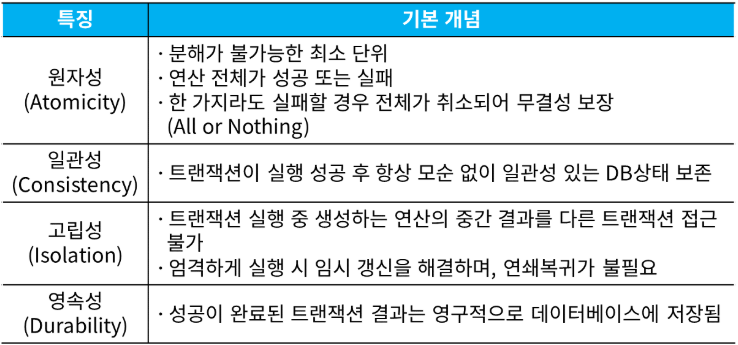 특징 기본 개념
원자성
(Atomicity)
· 분해가 불가능한 최소 단위
· 연산 전체가 성공 또는 실패
· 한 가지라도 실패할 경우 전체가 취소되어 무결성 보장
(All or Nothing)
일관성
(Consistency)
· 트랜잭션이 실행 성공 후 항상 모순 없이 일관성 있는 DB상태 보존
고립성
(Isolation)
· 트랜잭션 실행 중 생성하는 연산의 중간 결과를 다른 트랜잭션 접근
불가
· 엄격하게 실행 시 임시 갱신을 해결하며, 연쇄복귀가 불필요
영속성
(Durability)
· 성공이 완료된 트랜잭션 결과는 영구적으로 데이터베이스에 저장됨